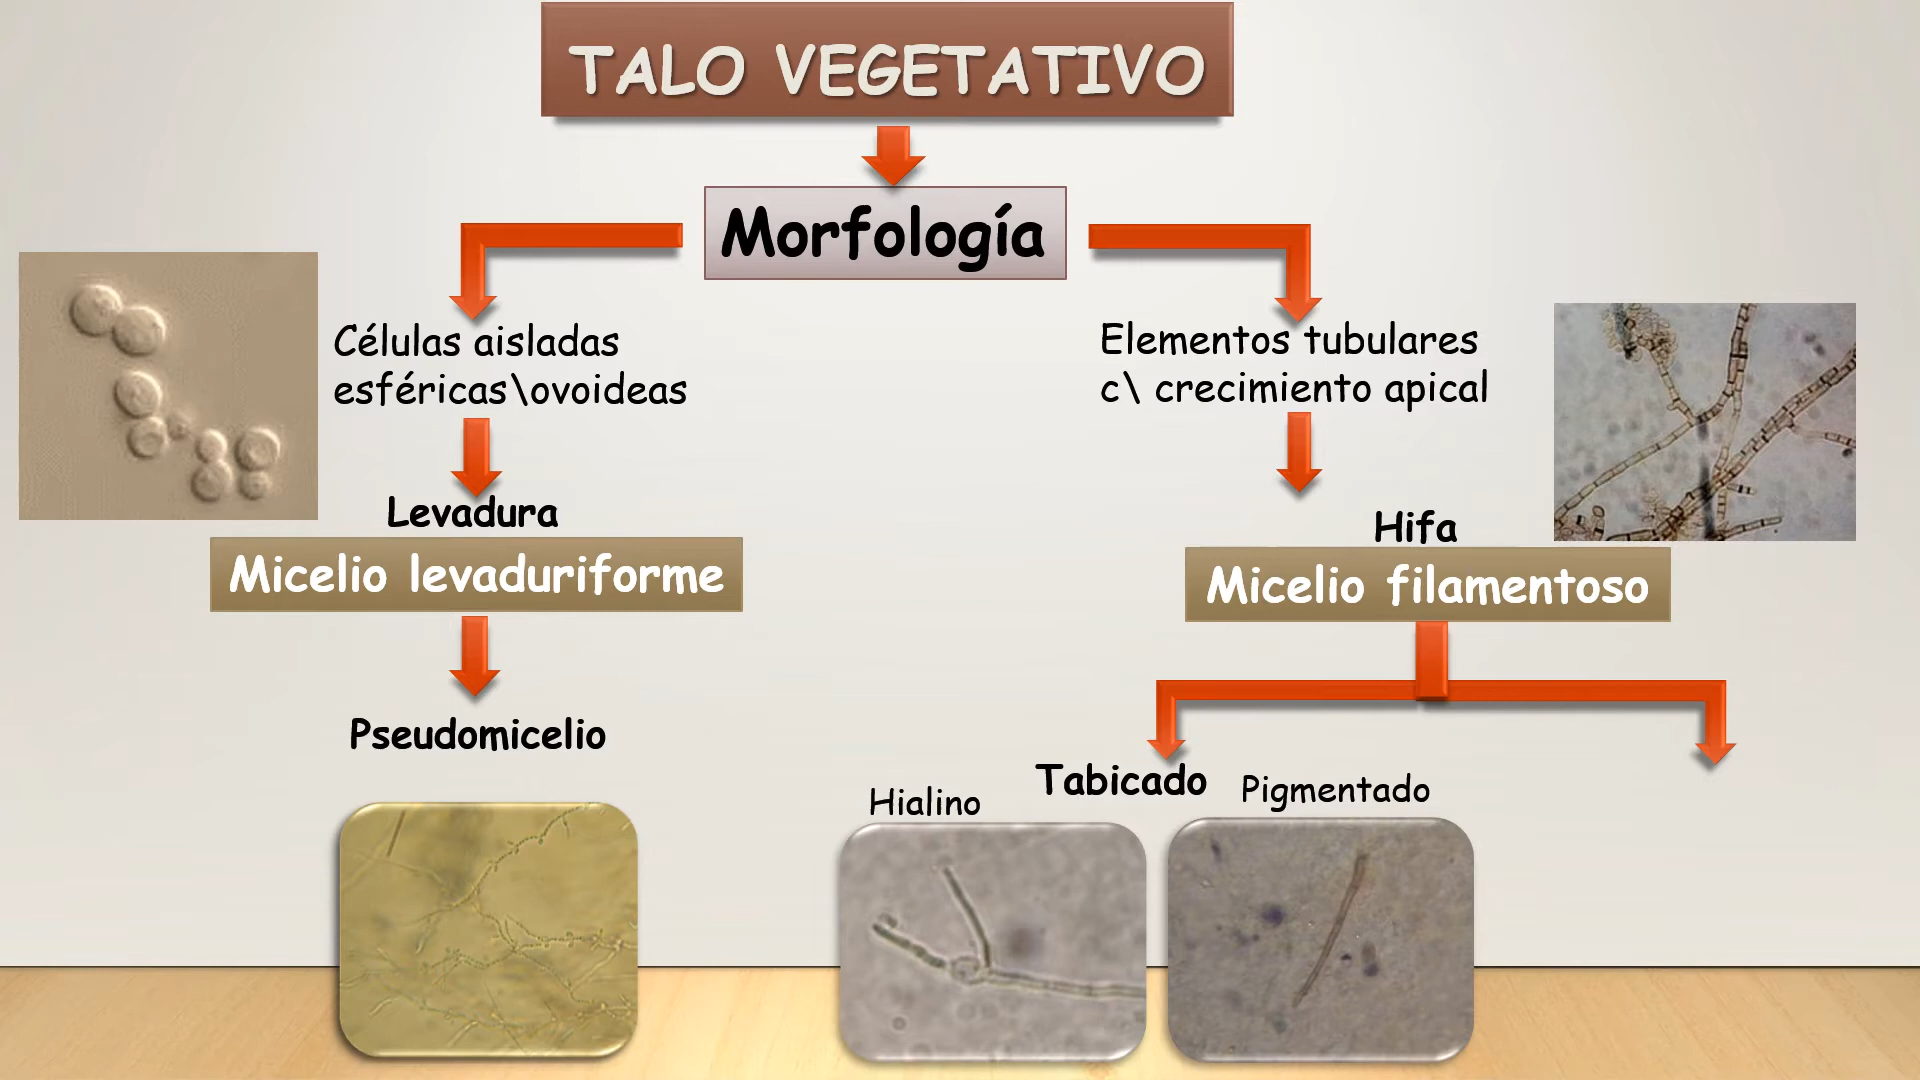 TALO VEGETATIVO
Morfología
Células aisladas
esféricas\ovoideas
Levadura
Micelio levaduriforme
Pseudomicelio
Elementos tubulares
c\ crecimiento apical
Hifa
Micelio filamentoso
Tabicado
Hialino
Pigmentado